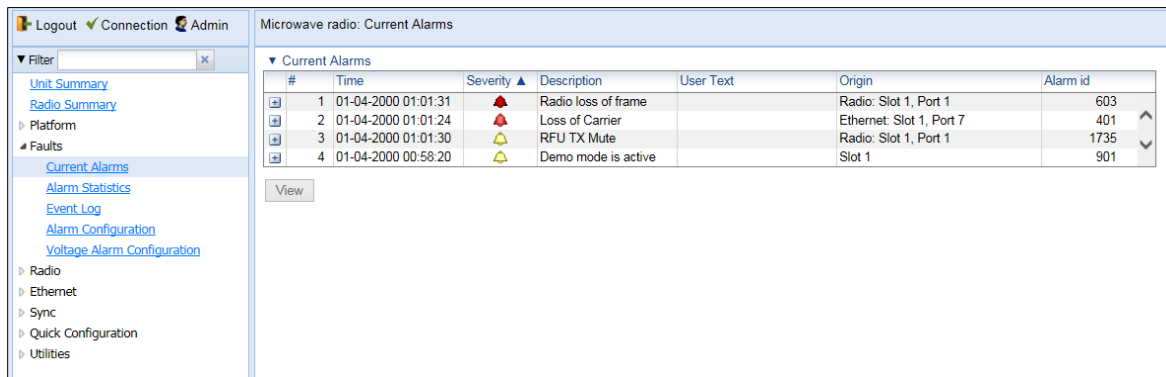 Logout Connection Admin
Microwave radio: Current Alarms
Filter
Unit Summary
Radio Summary
Platform
Faults
Current Alarms
Alarm Statistics
Event Log
Alarm Configuration
Voltage Alarm Configuration
Radio
Ethernet
Sync
Quick Configuration
Utilities
Current Alarms
# Time Severity ▲ Description User Text Origin Alarm id
1 01-04-2000 01:01:31 Radio loss of frame Radio: Slot 1, Port 1 603
2 01-04-2000 01:01:24 Loss of Carrier Ethernet: Slot 1, Port 7 401
3 01-04-2000 01:01:30 RFU TX Mute Radio: Slot 1, Port 1 1735
4 01-04-2000 00:58:20 Demo mode is active Slot 1 901
View